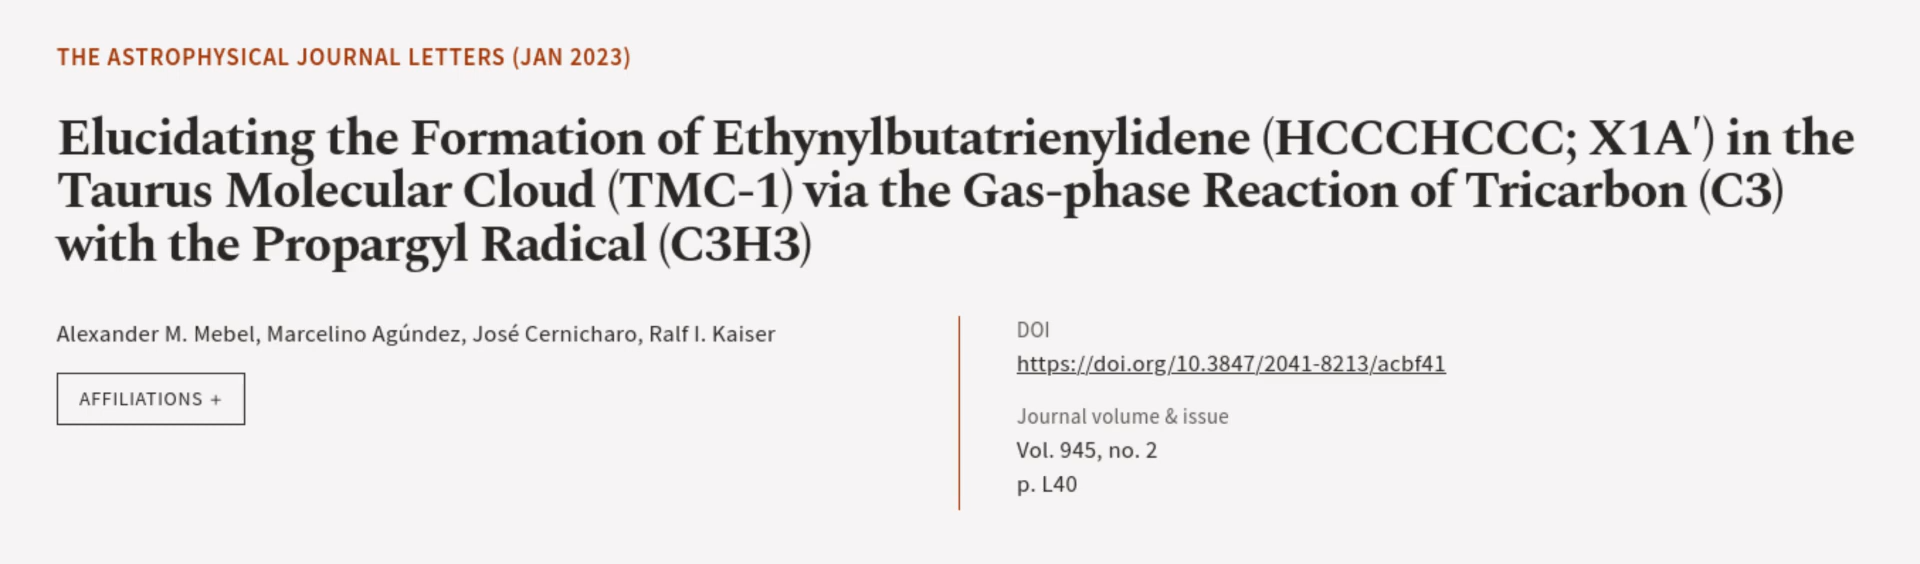 THE ASTROPHYSICAL JOURNAL LETTERS (JAN 2023)
Elucidating the Formation of Ethynylbutatrienylidene (HCCCHCCC; X1A′) in the
Taurus Molecular Cloud (TMC-1) via the Gas-phase Reaction of Tricarbon (C3)
with the Propargyl Radical (C3H3)
Alexander M. Mebel, Marcelino Agúndez, José Cernicharo, Ralf I. Kaiser
AFFILIATIONS +
DOI
https://doi.org/10.3847/2041-8213/acbf41
Journal volume & issue
Vol. 945, no. 2
p. L40